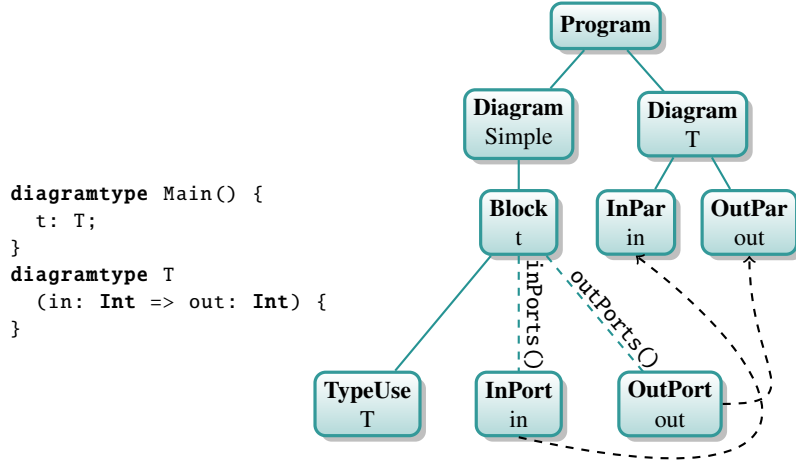 diagramtype Main() {
t: T;
}
diagramtype T
(in: Int => out: Int) {
}
Program
Diagram
Simple
Diagram
T
Block
t
InPar
in
OutPar
out
inPorts()
outPorts()
TypeUse
T
InPort
in
OutPort
out